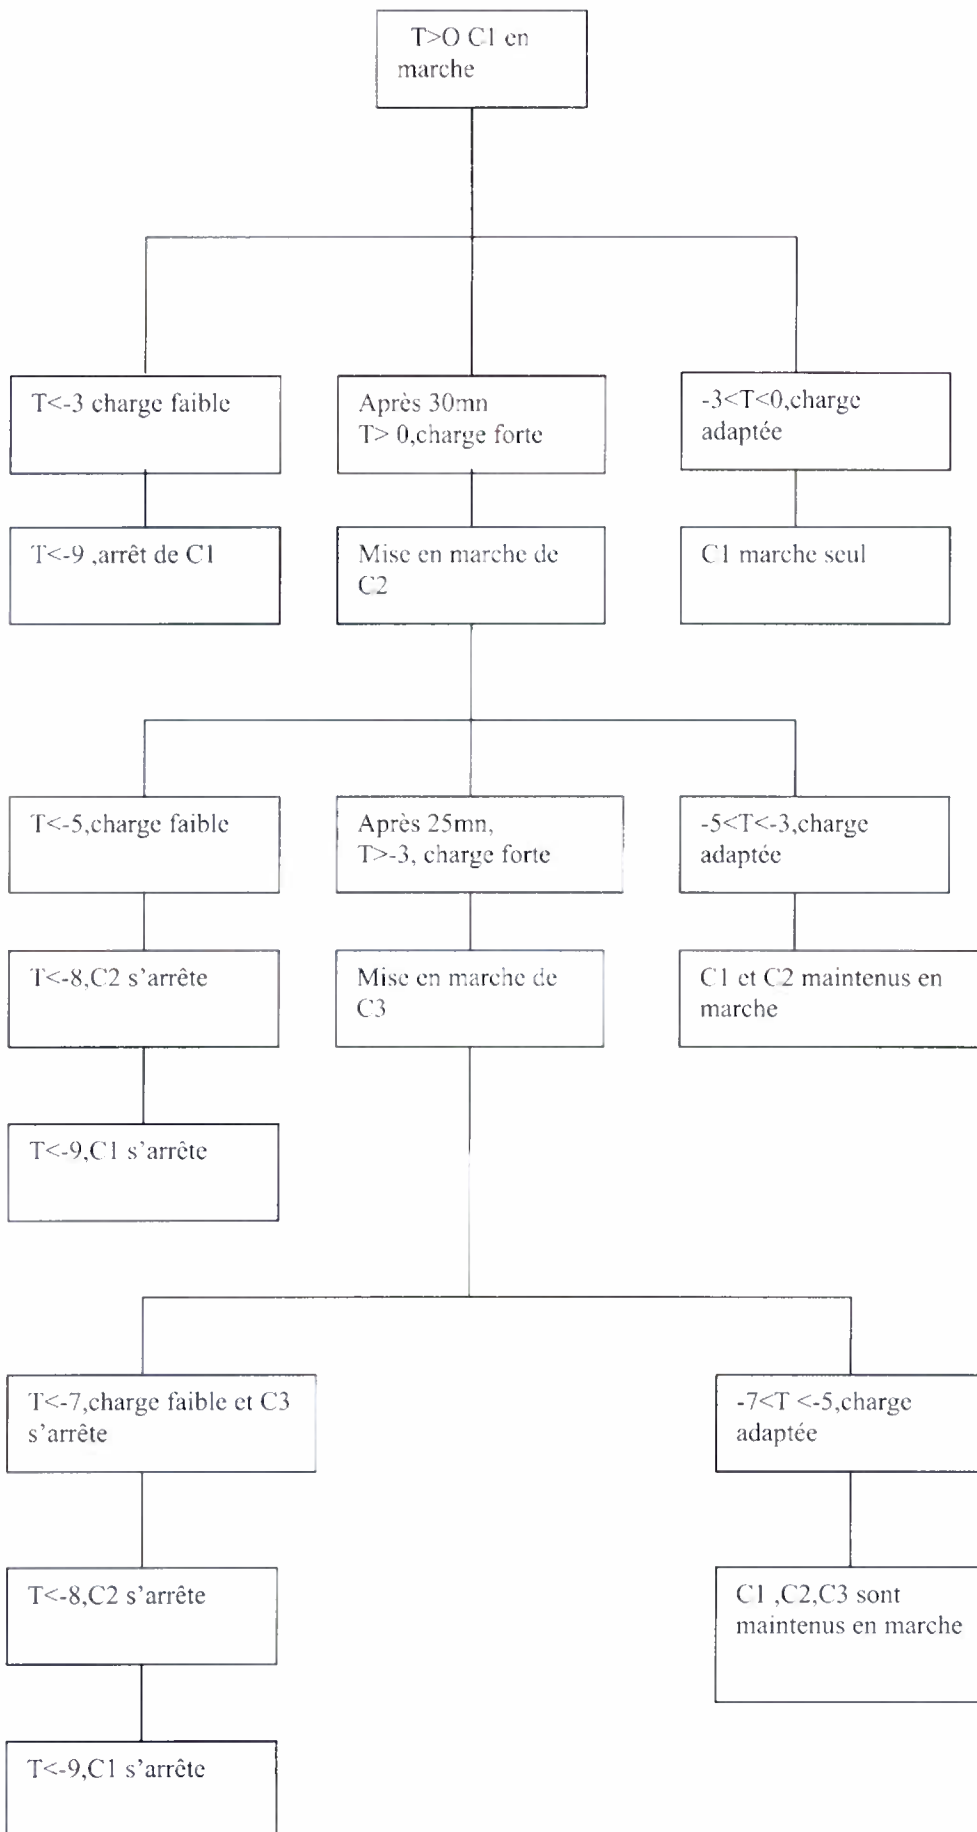 T>O C1 en
marche
T<-3 charge faible
Après 30mn
T> 0,charge forte
-3<T<0,charge
adaptée
T<-9 ,arrêt de C1
Mise en marche de
C2
C1 marche seul
T<-5,charge faible
Après 25mn,
T>-3, charge forte
-5<T<-3,charge
adaptée
T<-8,C2 s'arrête
Mise en marche de
C3
C1 et C2 maintenus en
marche
T<-9,C1 s'arrête
T<-7,charge faible et C3
s'arrête
-7<T <-5,charge
adaptée
T<-8,C2 s'arrête
C1 ,C2,C3 sont
maintenus en marche
T<-9,C1 s'arrête